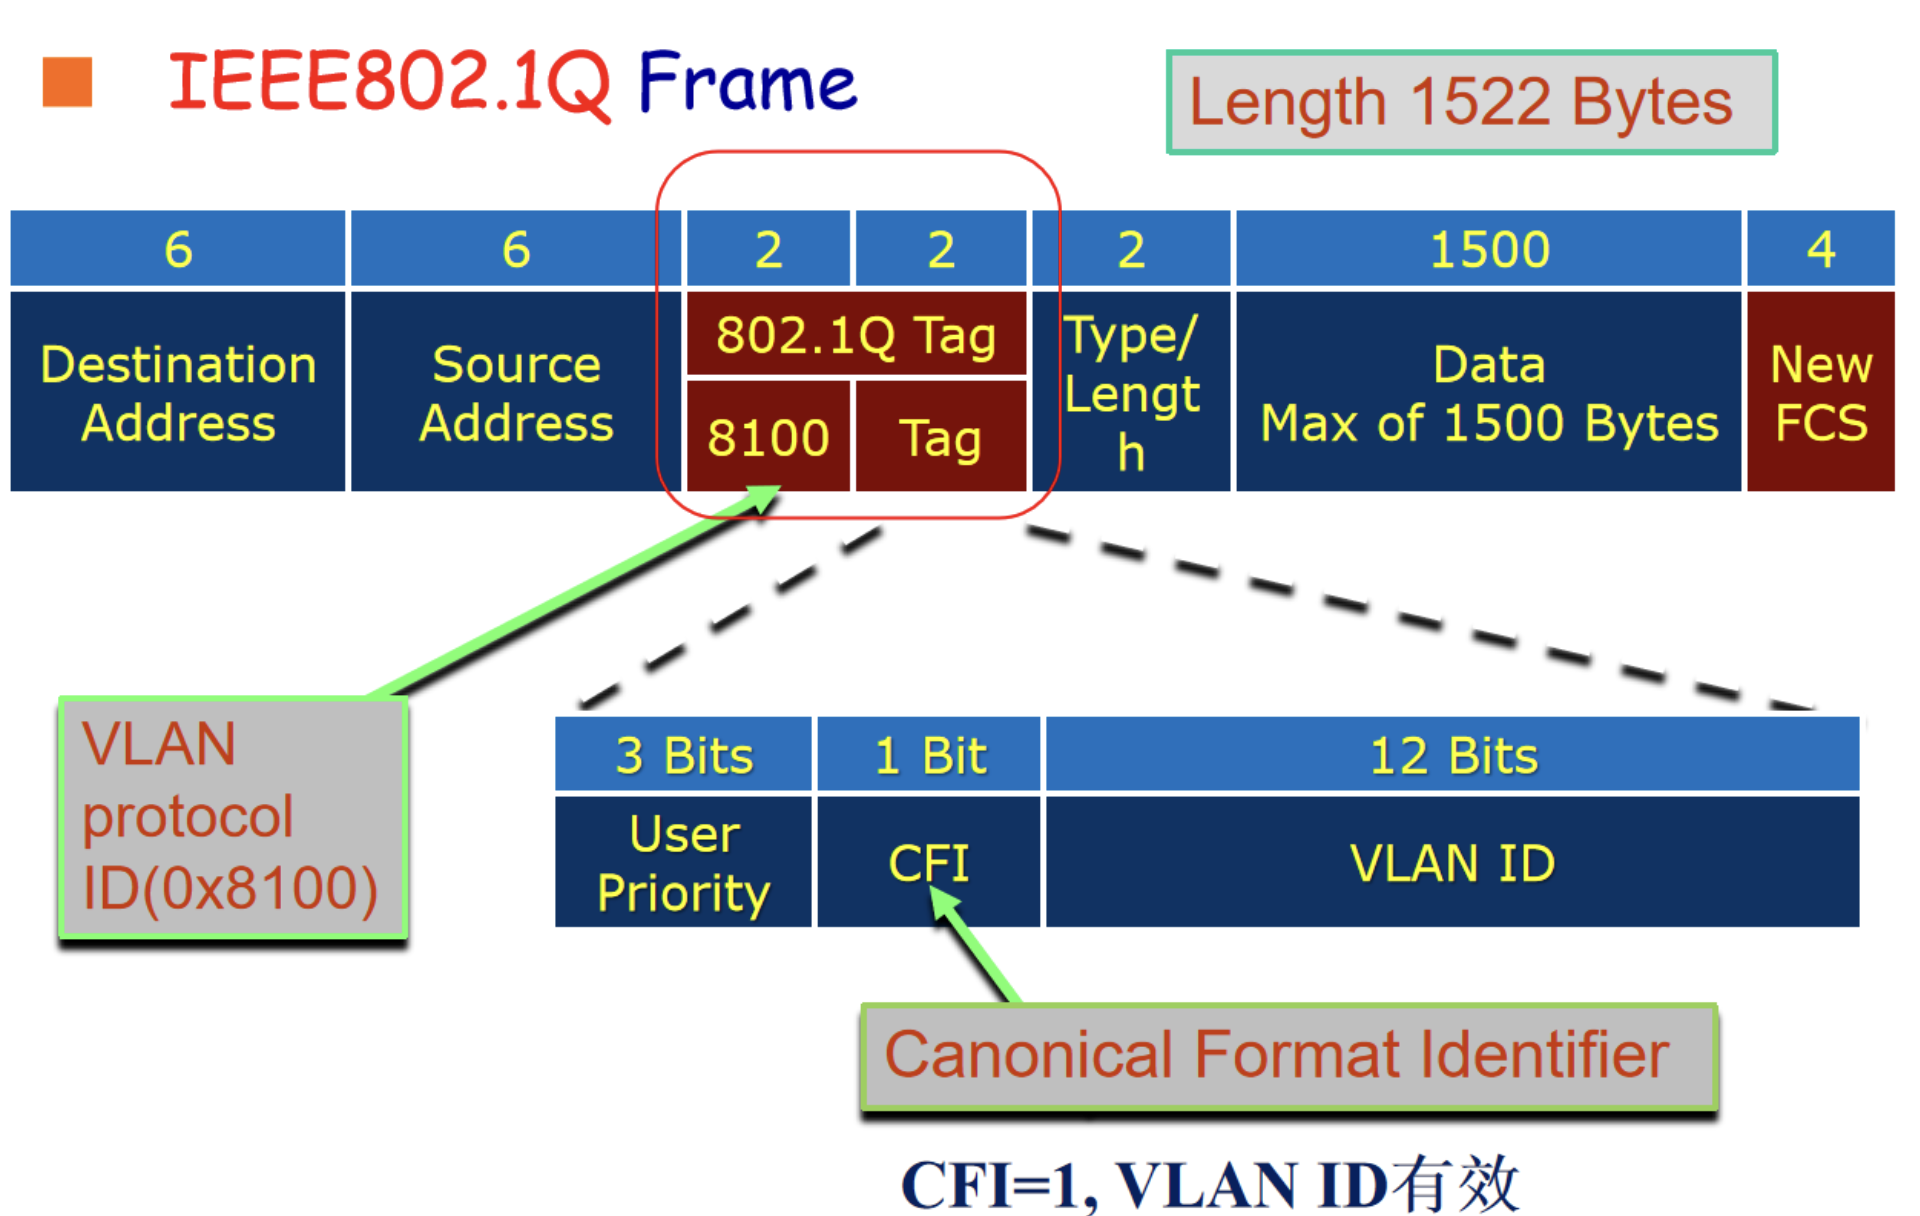 IEEE802.1Q Frame
Length 1522 Bytes
6 6 2 2 2 1500 4
Destination
Address
Source
Address
802.1Q Tag
8100 Tag
Type/
Lengt
h
Data
Max of 1500 Bytes
New
FCS
VLAN
protocol
ID(0x8100)
3 Bits 1 Bit 12 Bits
User
Priority
CFI
VLAN ID
Canonical Format Identifier
CFI=1, VLAN ID有效